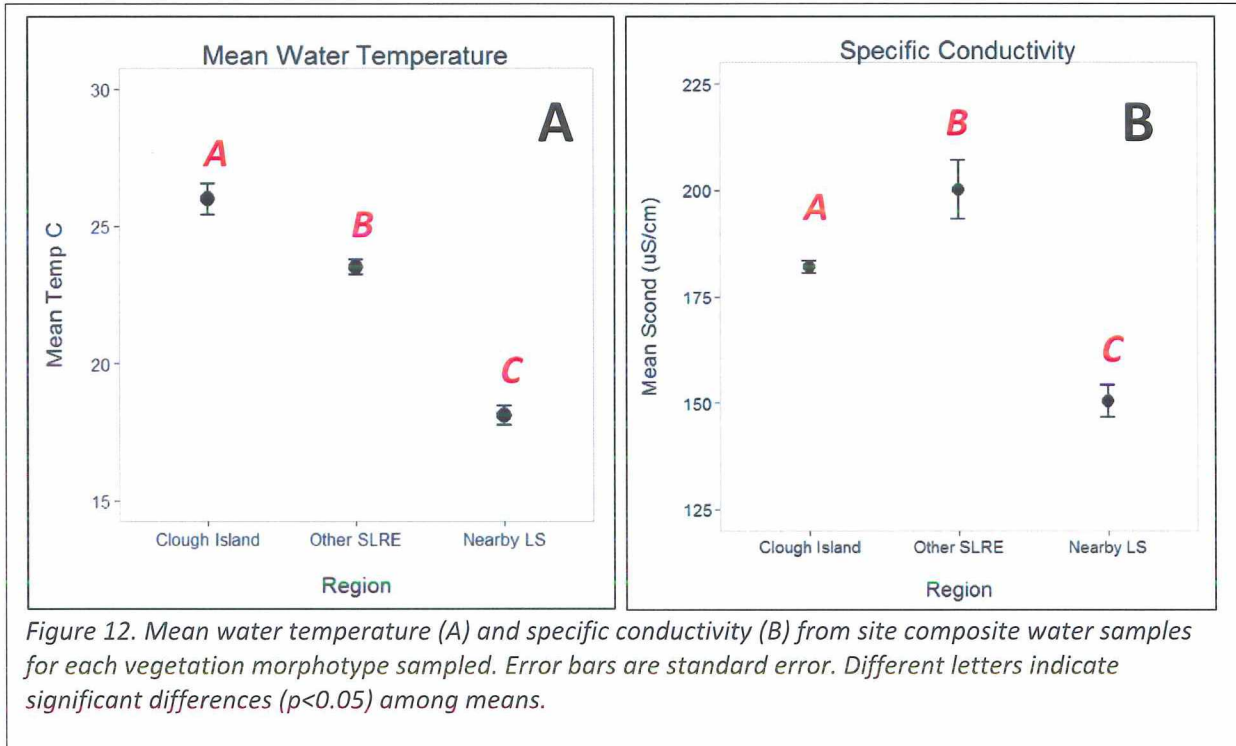 Mean Water Temperature
A
30
25
20
15
Mean Temp C
A
B
C
Clough Island
Other SLRE
Nearby LS
Region
Specific Conductivity
B
225
200
175
150
125
Mean Scond (uS/cm)
A
B
C
Clough Island
Other SLRE
Nearby LS
Region
Figure 12. Mean water temperature (A) and specific conductivity (B) from site composite water samples
for each vegetation morphotype sampled. Error bars are standard error. Different letters indicate
significant differences (p<0.05) among means.